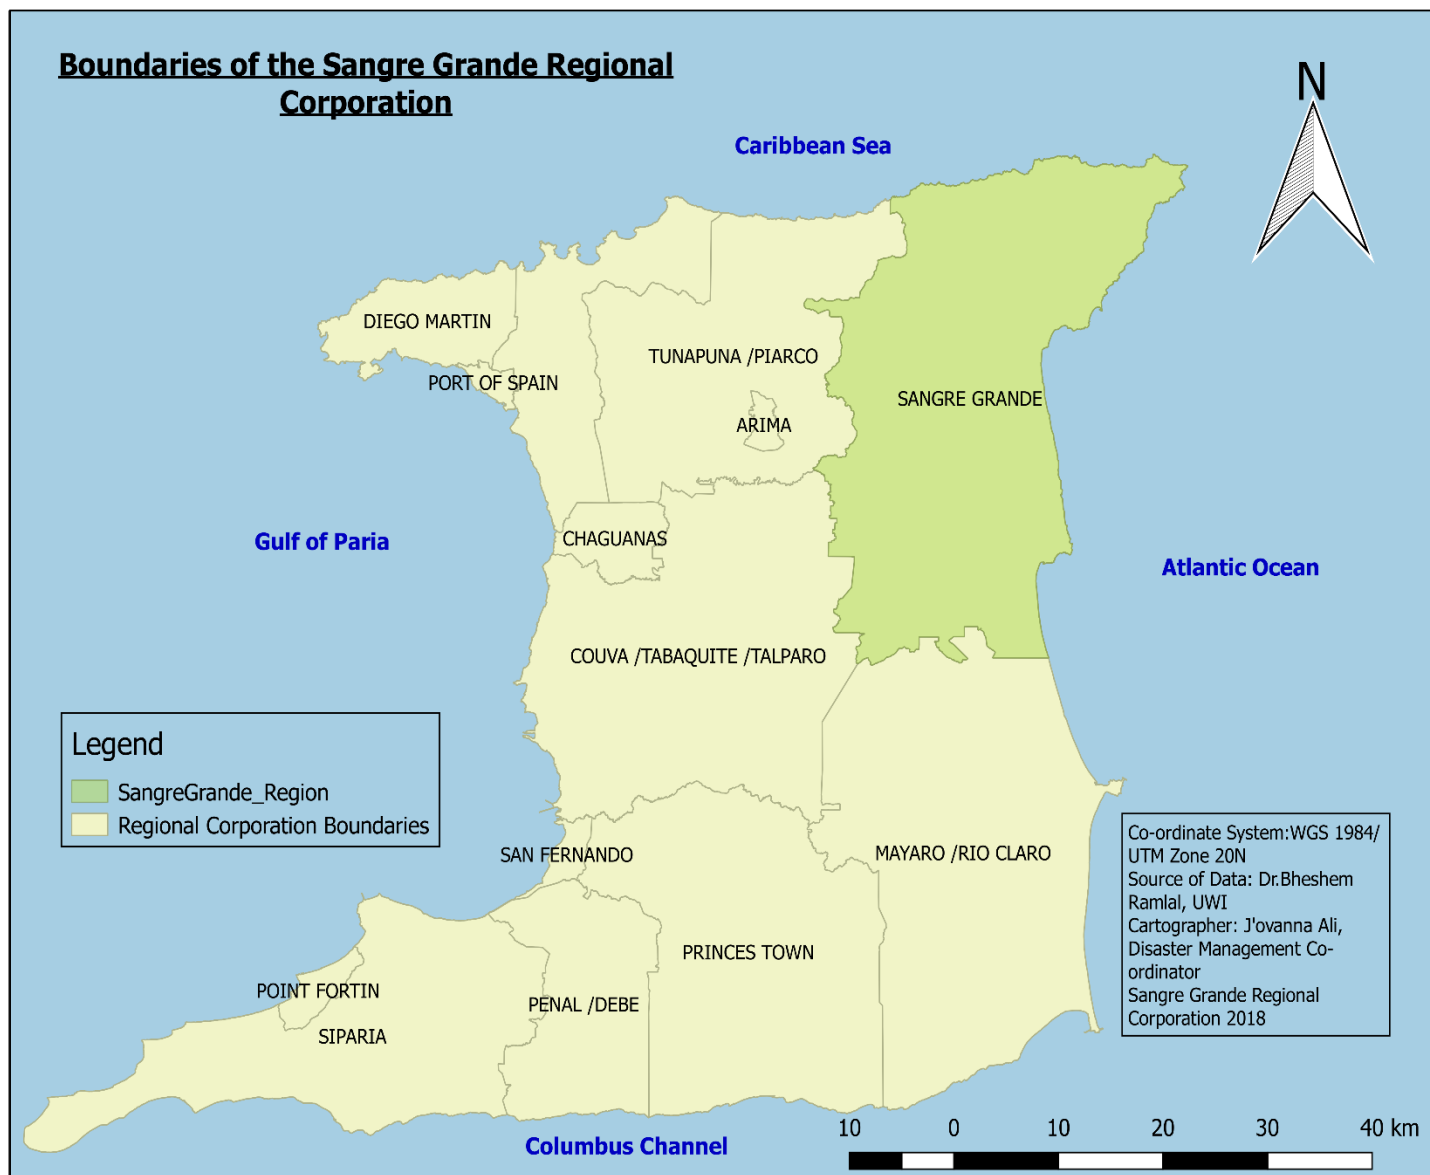 Boundaries of the Sangre Grande Regional
Corporation
N
Caribbean Sea
DIEGO MARTIN
TUNAPUNA /PIARCO
PORT OF SPAIN
SANGRE GRANDE
ARIMA
CHAGUANAS
Gulf of Paria
Atlantic Ocean
COUVA /TABAQUITE /TALPARO
Legend
SangreGrande_Region
Regional Corporation Boundaries
SAN FERNANDO
MAYARO /RIO CLARO
Co-ordinate System:WGS 1984/
UTM Zone 20N
Source of Data: Dr.Bheshem
Ramlal, UWI
Cartographer: J'ovanna Ali,
Disaster Management Co-
ordinator
Sangre Grande Regional
Corporation 2018
PRINCES TOWN
POINT FORTIN
PENAL /DEBE
SIPARIA
Columbus Channel
10 0 10 20 30 40 km